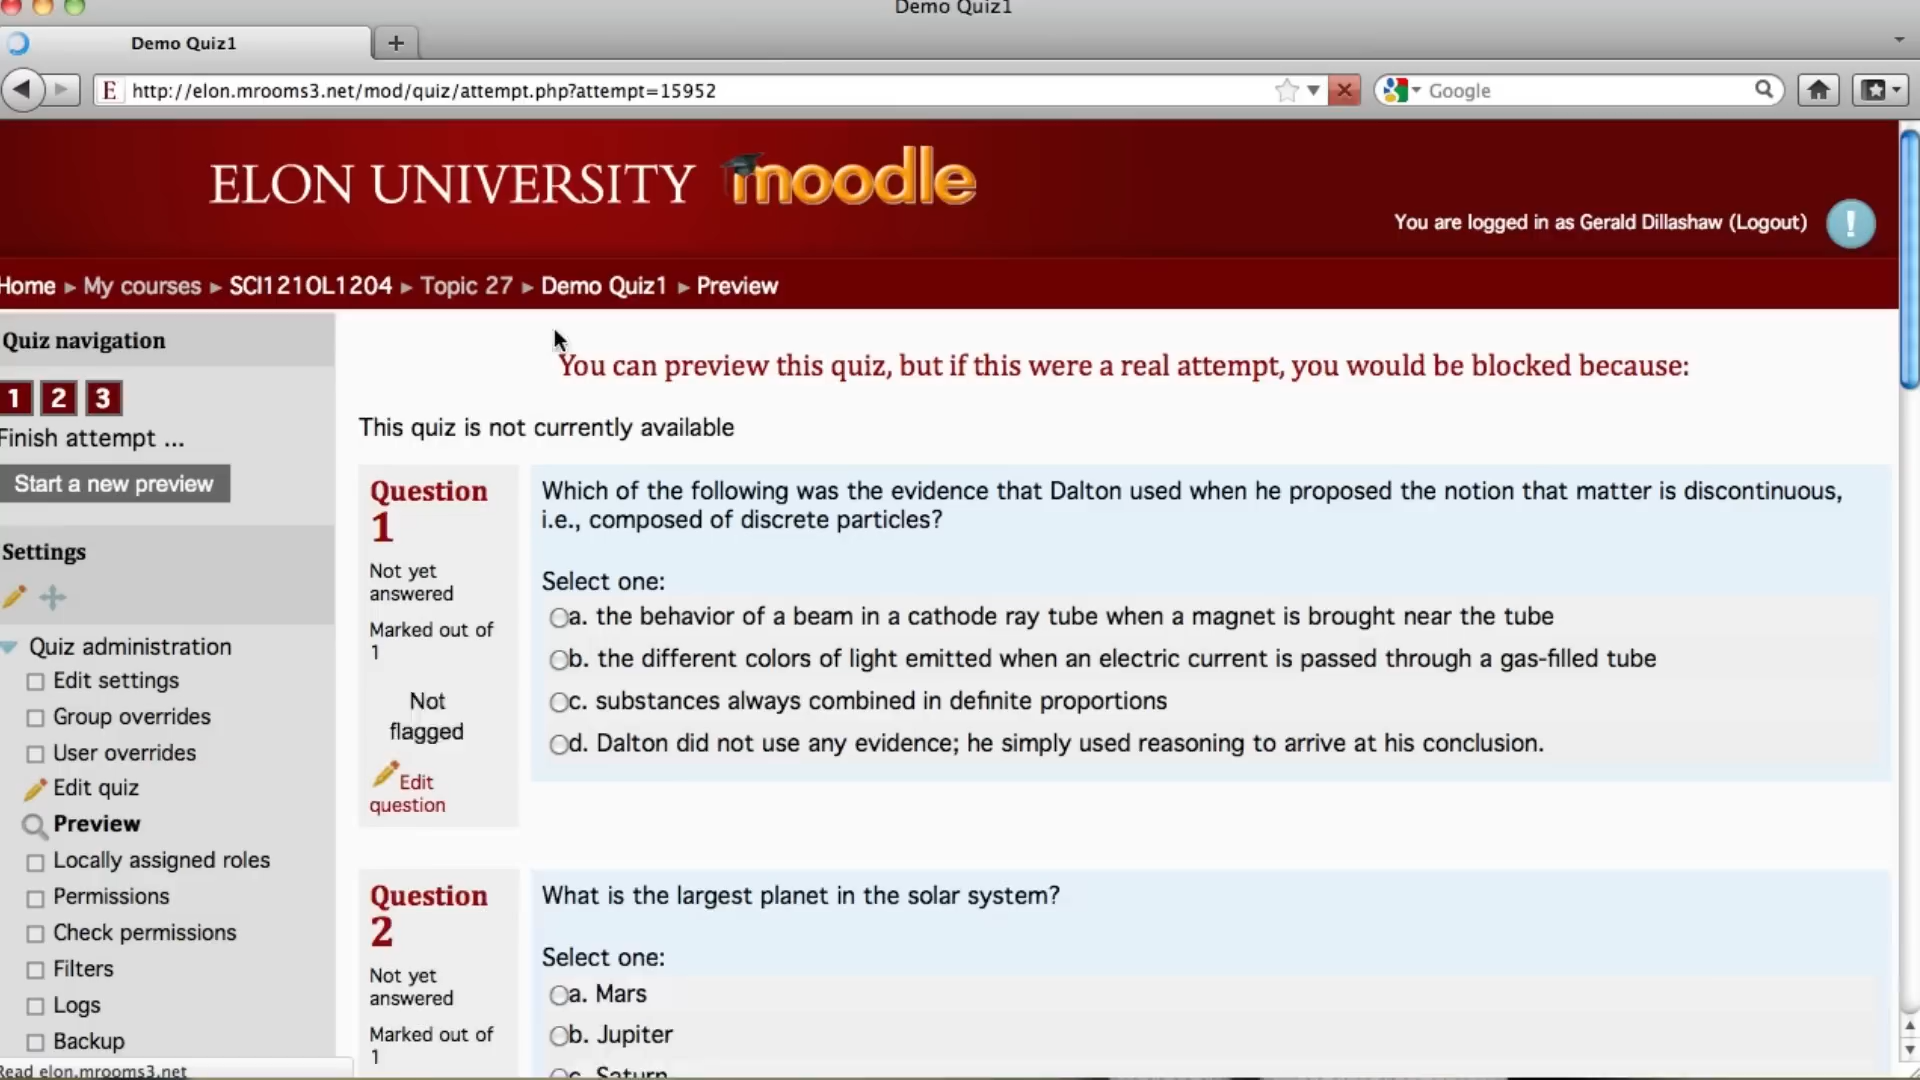 Demo Quiz1
Demo Quiz1
http://elon.mrooms3.net/mod/quiz/attempt.php?attempt=15952
Google
ELON UNIVERSITY moodle
You are logged in as Gerald Dillashaw (Logout)
Home ► My courses ► SCI121OL1204 ► Topic 27 ► Demo Quiz1 ► Preview
Quiz navigation
1 2 3
Finish attempt ...
Start a new preview
Settings
Quiz administration
Edit settings
Group overrides
User overrides
Edit quiz
Preview
Locally assigned roles
Permissions
Check permissions
Filters
Logs
Backup
Read elon.mrooms3.net
You can preview this quiz, but if this were a real attempt, you would be blocked because:
This quiz is not currently available
Question
1
Not yet
answered
Marked out of
1
Not
flagged
Edit
question
Which of the following was the evidence that Dalton used when he proposed the notion that matter is discontinuous,
i.e., composed of discrete particles?
Select one:
a. the behavior of a beam in a cathode ray tube when a magnet is brought near the tube
b. the different colors of light emitted when an electric current is passed through a gas-filled tube
c. substances always combined in definite proportions
d. Dalton did not use any evidence; he simply used reasoning to arrive at his conclusion.
Question
2
Not yet
answered
Marked out of
1
What is the largest planet in the solar system?
Select one:
a. Mars
b. Jupiter
c. Saturn